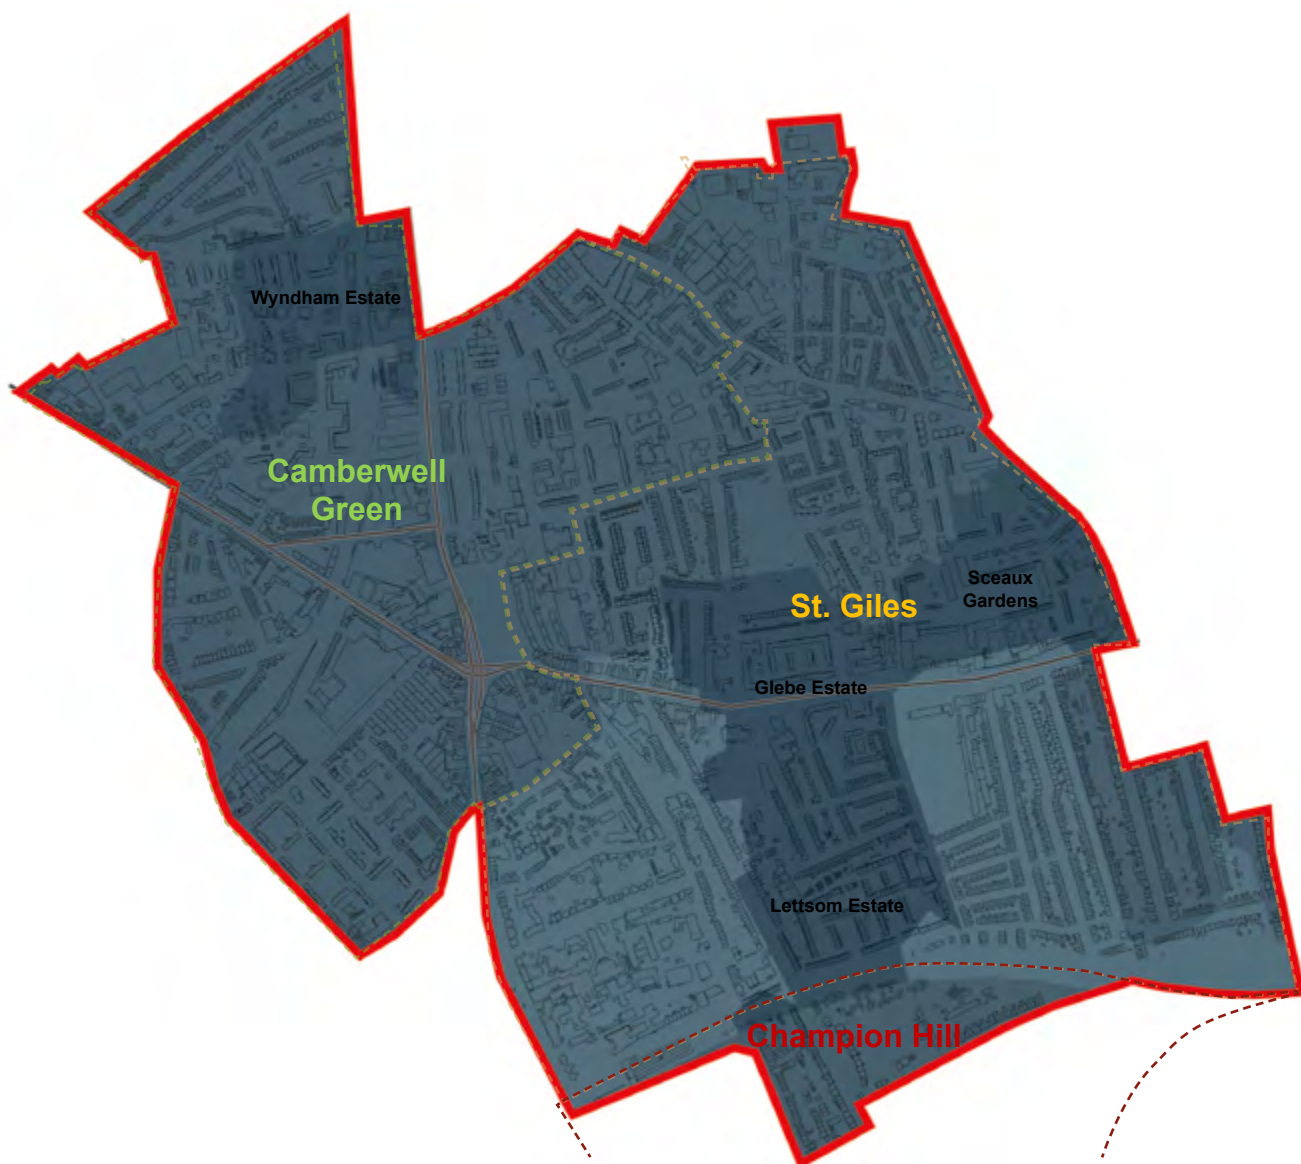 Wyndham Estate
Camberwell
Green
Sceaux
Gardens
St. Giles
Glebe Estate
Lettsom Estate
Champion Hill